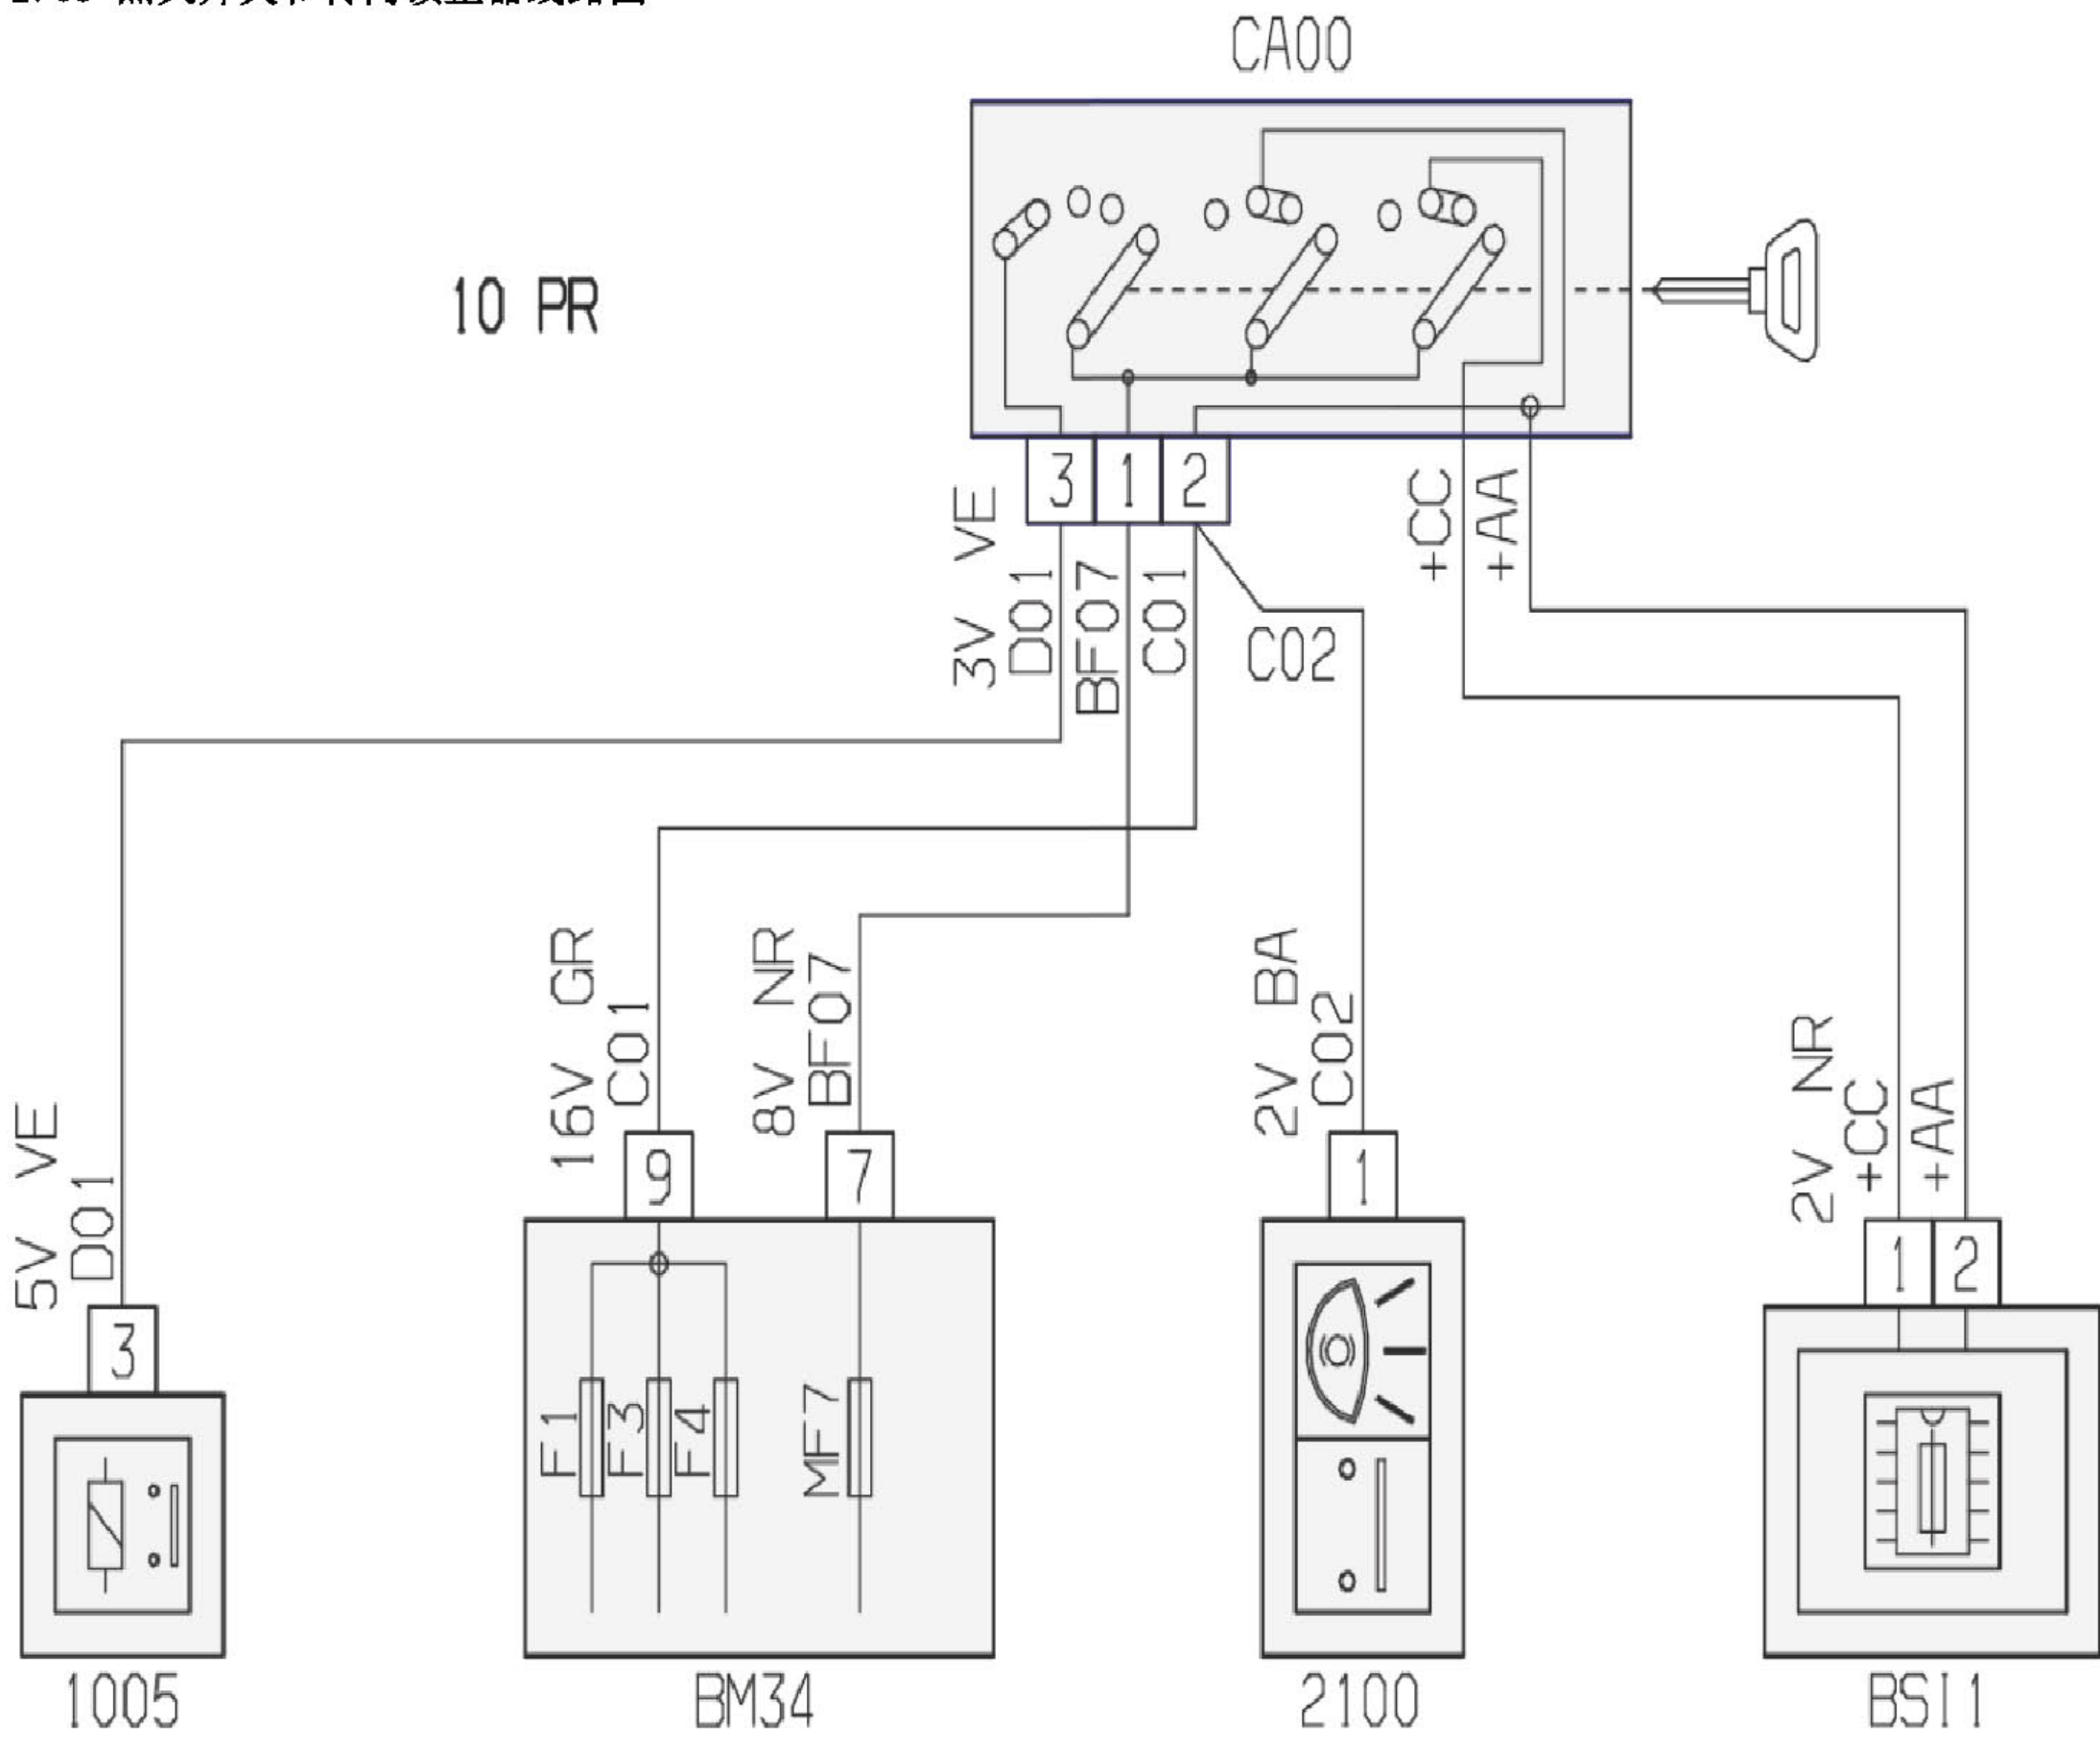 CA00
10 PR
3
1
2
3V VE
D01
BF07
C01
C02
+CC
+AA
16V GR
C01
8V NR
BF07
2V BA
C02
2V NR
+CC
+AA
5V VE
D01
9
7
1
1
2
3
F1
F3
F4
MF7
1005
BM34
2100
BSI1